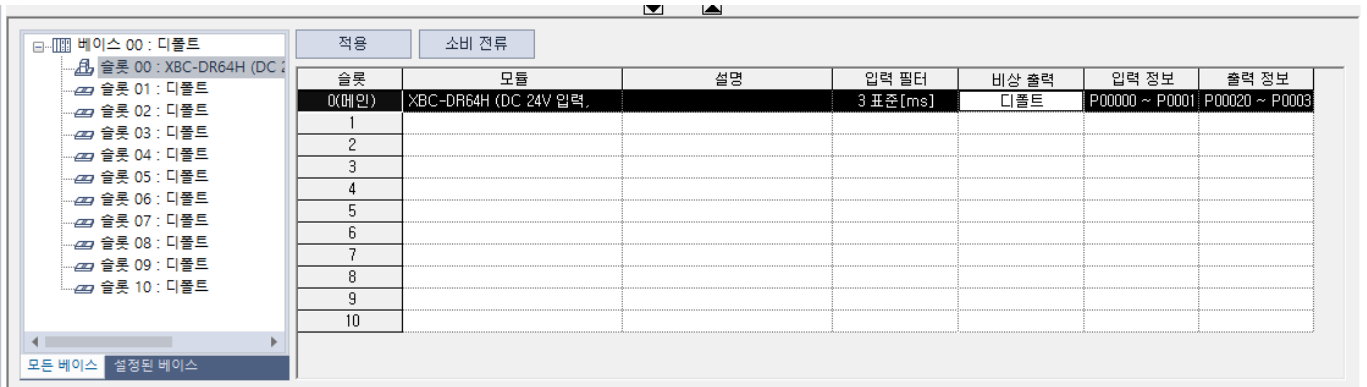 베이스 00 : 디폴트
슬롯 00 : XBC-DR64H (DC 2
슬롯 01 : 디폴트
슬롯 02 : 디폴트
슬롯 03 : 디폴트
슬롯 04 : 디폴트
슬롯 05 : 디폴트
슬롯 06 : 디폴트
슬롯 07 : 디폴트
슬롯 08 : 디폴트
슬롯 09 : 디폴트
슬롯 10 : 디폴트
모든 베이스 설정된 베이스
적용 소비 전류
슬롯 모듈 설명 입력 필터 비상 출력 입력 정보 출력 정보
0(메인) XBC-DR64H (DC 24V 입력, 3 표준[ms] 디폴트 P00000 ~ P0001 P00020 ~ P0003
1
2
3
4
5
6
7
8
9
10